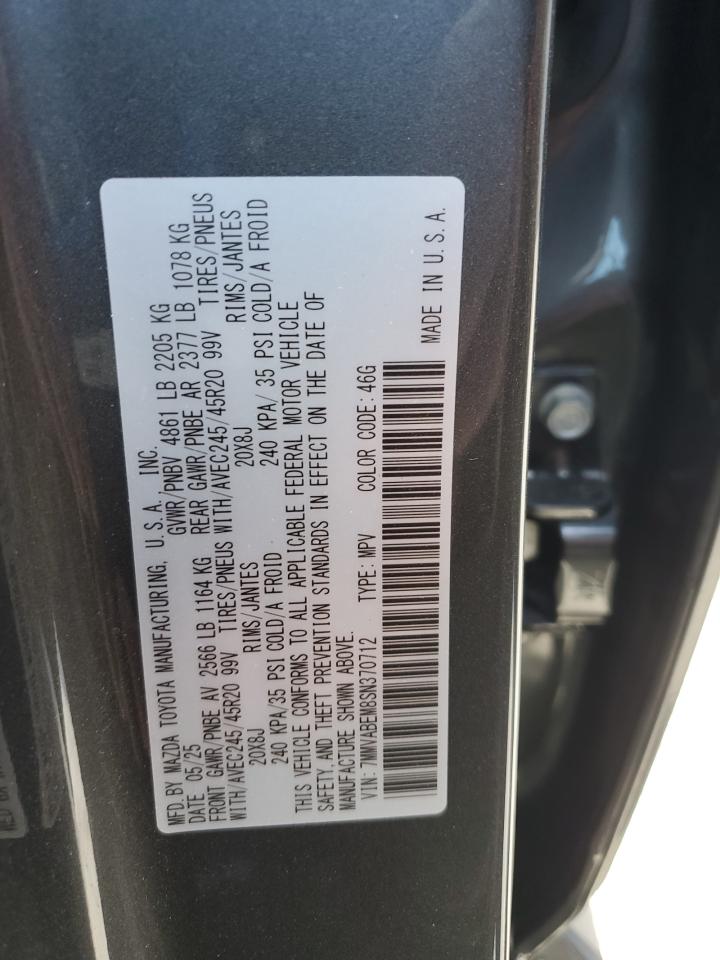 MFD. BY MAZDA TOYOTA MANUFACTURING, U.S.A. INC.
DATE 05/25 GVWR/PNBV 4861 LB 2205 KG
FRONT GAWR/PNBE AV 2566 LB 1164 KG REAR GAWR/PNBE AR 2377 LB 1078 KG
WITH/AVEC245/45R20 99V TIRES/PNEUS WITH/AVEC245/45R20 99V TIRES/PNEUS
20X8J RIMS/JANTES 20X8J RIMS/JANTES
240 KPA/35 PSI COLD/A FROID 240 KPA/ 35 PSI COLD/A FROID
THIS VEHICLE CONFORMS TO ALL APPLICABLE FEDERAL MOTOR VEHICLE
SAFETY AND THEFT PREVENTION STANDARDS IN EFFECT ON THE DATE OF
MANUFACTURE SHOWN ABOVE.
VIN: 7MMVABEM8SN370712 TYPE: MPV COLOR CODE: 46G
MADE IN U.S.A.